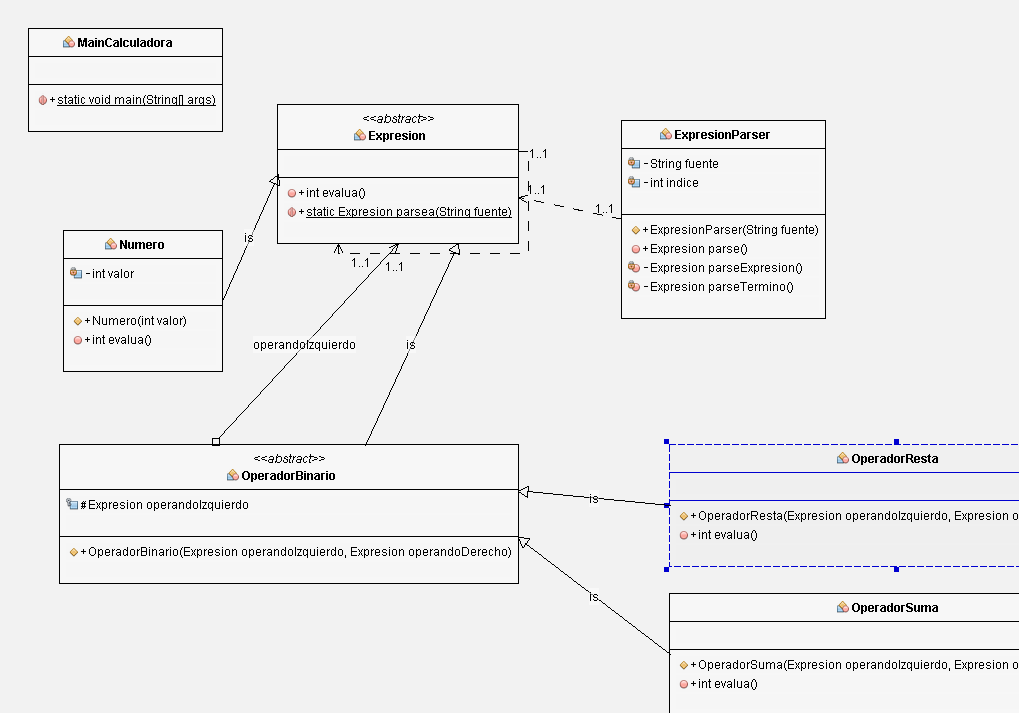 MainCalculadora
+static void main(String[] args)
<<abstract>>
Expresion
+int evalua()
+static Expresion parsea(String fuente)
1..1
1..1
1..1
1..1
1..1
ExpresionParser
-String fuente
-int indice
+ExpresionParser(String fuente)
+Expresion parse()
-Expresion parseExpresion()
-Expresion parseTermino()
Numero
-int valor
+Numero(int valor)
+int evalua()
is
operandoIzquierdo
is
<<abstract>>
OperadorBinario
#Expresion operandoIzquierdo
+OperadorBinario(Expresion operandoIzquierdo, Expresion operandoDerecho)
is
is
OperadorResta
+OperadorResta(Expresion operandoIzquierdo, Expresion o
+int evalua()
OperadorSuma
+OperadorSuma(Expresion operandoIzquierdo, Expresion o
+int evalua()